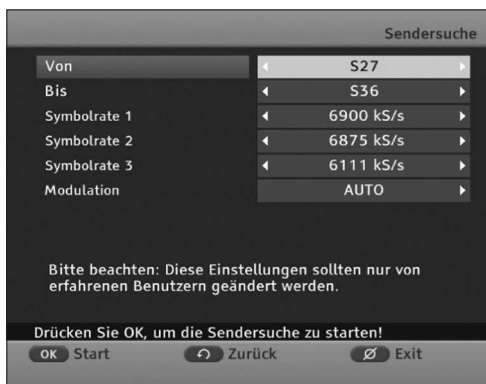 Sendersuche
Von S27
Bis S36
Symbolrate 1 6900 kS/s
Symbolrate 2 6875 kS/s
Symbolrate 3 6111 kS/s
Modulation AUTO
Bitte beachten: Diese Einstellungen sollten nur von
erfahrenen Benutzern geändert werden.
Drücken Sie OK, um die Sendersuche zu starten!
OK Start Zurück Exit